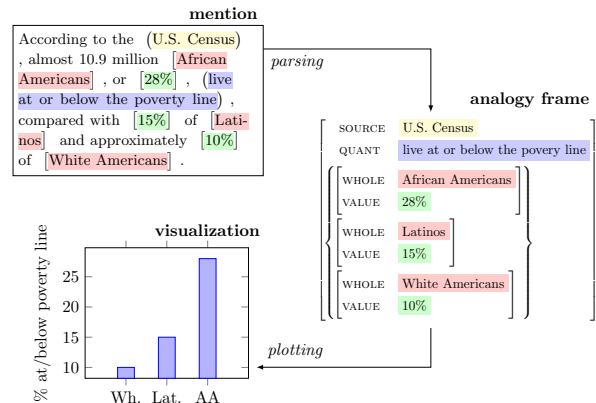 mention
According to the (U.S. Census)
, almost 10.9 million [African
Americans] , or [28%] , (live
at or below the poverty line) ,
compared with [15%] of [Lati-
nos] and approximately [10%]
of [White Americans] .
parsing
analogy frame
SOURCE U.S. Census
QUANT live at or below the povery line
WHOLE African Americans
VALUE 28%
WHOLE Latinos
VALUE 15%
WHOLE White Americans
VALUE 10%
plotting
visualization
% at/below poverty line
25
20
15
10
Wh. Lat. AA